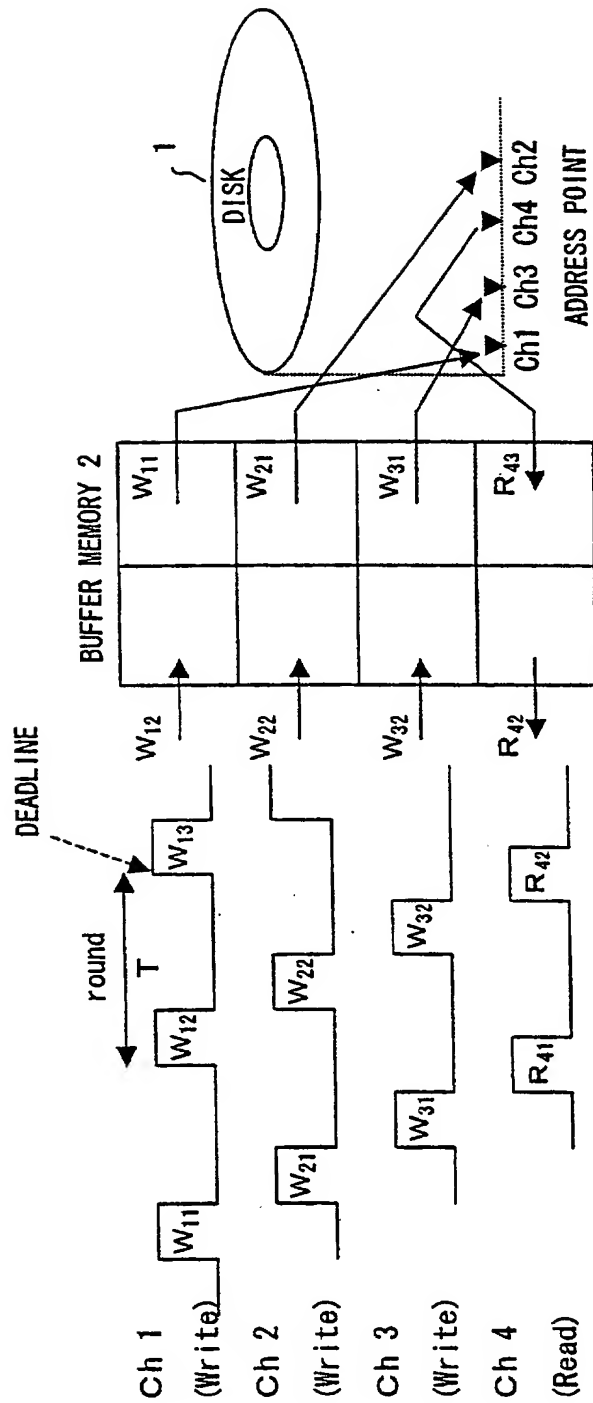 DEADLINE
BUFFER MEMORY 2
1
DISK
round
T
Ch 1
(Write)
W11
W12
W13
W12
W11
Ch 2
(Write)
W21
W22
W22
W21
Ch 3
(Write)
W31
W32
W32
W31
Ch 4
(Read)
R41
R42
R42
R43
Ch1 Ch3 Ch4 Ch2
ADDRESS POINT